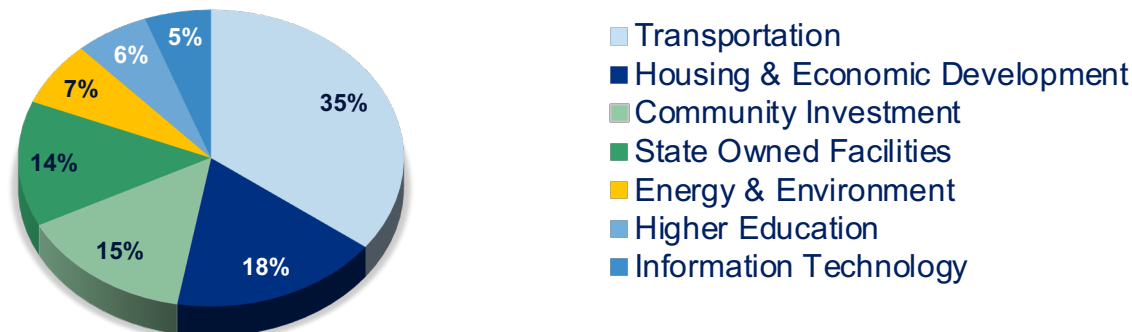 5%
6%
7%
35%
14%
15%
18%
Transportation
Housing & Economic Development
Community Investment
State Owned Facilities
Energy & Environment
Higher Education
Information Technology